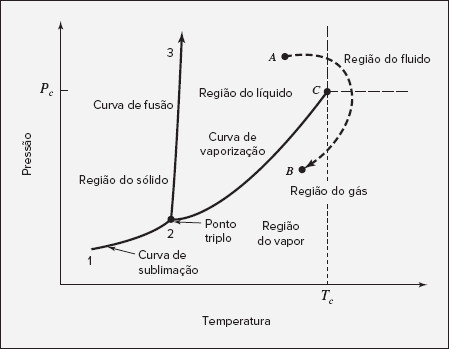 3
A
Região do fluido
P_c
Região do líquido
C
Curva de fusão
Curva de
vaporização
Pressão
Região do sólido
B
Região do gás
Ponto
triplo
Região
do vapor
2
1
Curva de
sublimação
T_c
Temperatura